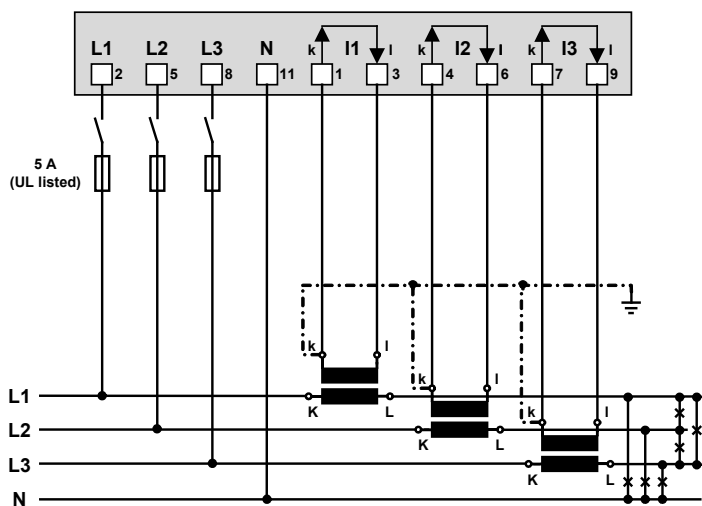 L1 L2 L3 N k I1 l k I2 l k I3 l
2 5 8 11 1 3 4 6 7 9
5 A
(UL listed)
k l
k l
L1
K L
k l
L2
K L
L3
K L
N